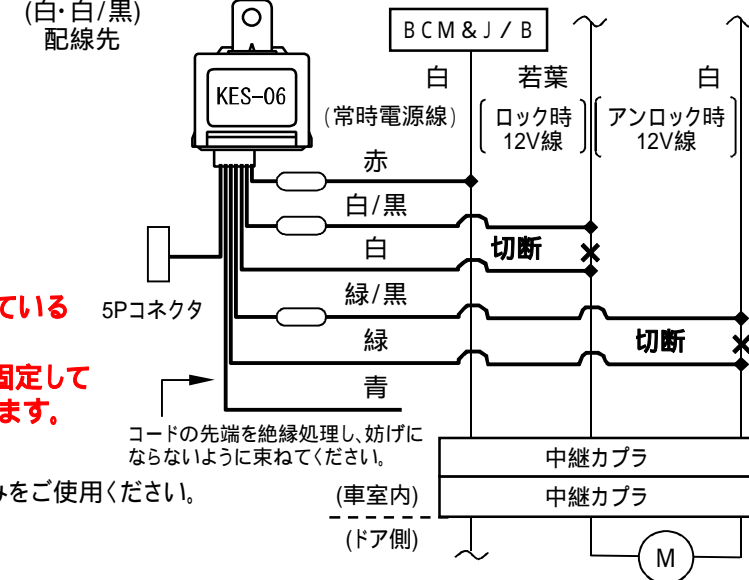 (白・白/黒)
配線先
BCM&J/B
KES-06
白
若葉
白
(常時電源線)
ロック時
12V線
アンロック時
12V線
赤
白/黒
白
切断
緑/黒
切断
緑
青
5Pコネクタ
ている
固定して
ます。
コードの先端を絶縁処理し、妨げに
ならないように束ねてください。
みをご使用ください。
中継カプラ
(車室内)
中継カプラ
(ドア側)
M